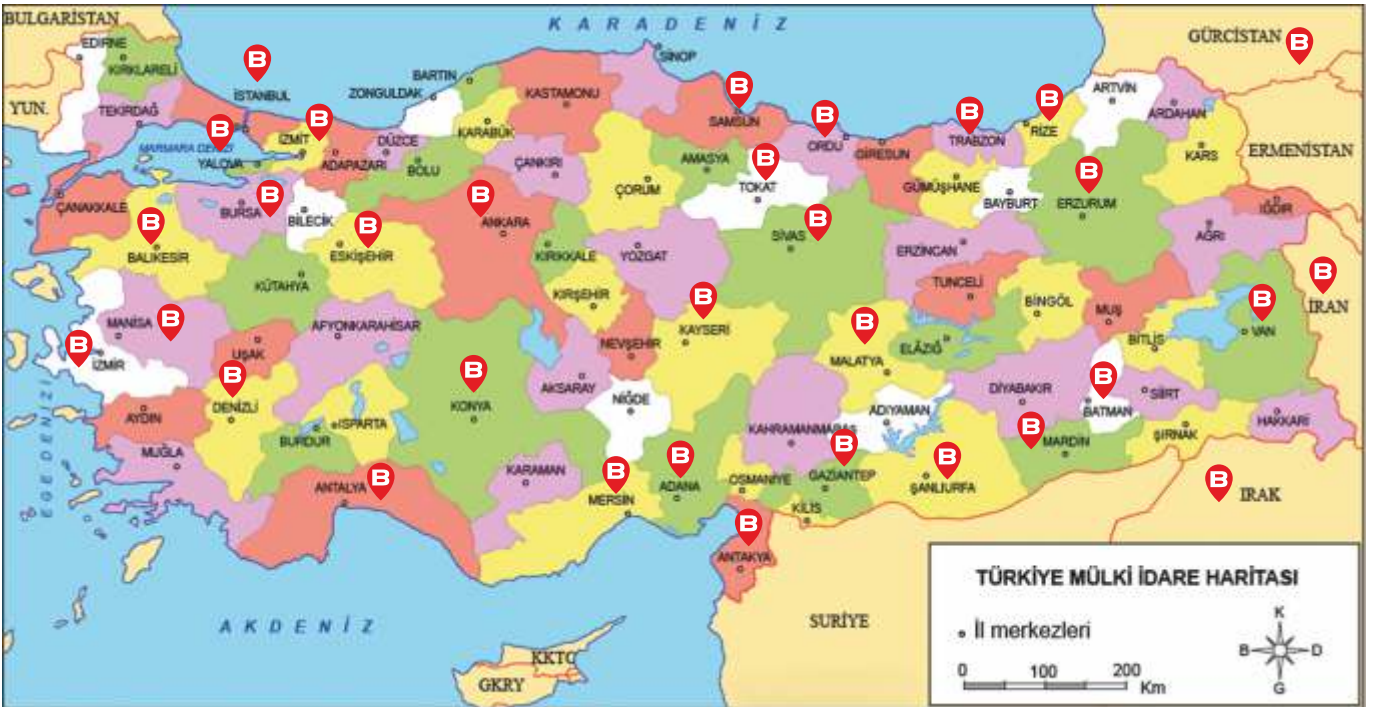 BULGARİSTAN
KARADENİZ
GÜRCİSTAN
B
EDİRNE
KIRKLARELİ
SİNOP
B
BARTIN
YUN.
İSTANBUL
ZONGULDAK
KASTAMONU
B
ARTVİN
ARDAHAN
TEKİRDAĞ
B
B
SAMSUN
B
B
B
RİZE
İZMİT
DÜZCE
KARABÜK
ORDU
TRABZON
MARMARA DENİZİ
KARS
ERMENİSTAN
YALOVA
ADAPAZARI
BOLU
ÇANKIRI
AMASYA
B
GİRESUN
B
ÇORUM
TOKAT
GÜMÜŞHANE
BAYBURT
ERZURUM
ÇANAKKALE
B
BURSA
BİLECİK
B
ANKARA
IĞDIR
B
BALIKESİR
B
ESKİŞEHİR
B
SİVAS
AĞRI
KIRIKKALE
YOZGAT
ERZİNCAN
B
İRAN
KÜTAHYA
KIRŞEHİR
TUNCELİ
BİNGÖL
MUŞ
B
VAN
MANİSA
B
AFYONKARAHİSAR
B
KAYSERİ
B
MALATYA
ELÂZIĞ
BİTLİS
B
İZMİR
UŞAK
NEVŞEHİR
B
DENİZLİ
B
KONYA
AKSARAY
NİĞDE
DİYABAKIR
B
BATMAN
SİİRT
AYDIN
ISPARTA
BURDUR
KAHRAMANMARAŞ
ADIYAMAN
B
MARDİN
ŞIRNAK
HAKKARİ
EGE DENİZİ
MUĞLA
B
ANTALYA
KARAMAN
B
MERSİN
B
ADANA
OSMANİYE
B
GAZİANTEP
B
ŞANLIURFA
KİLİS
B
IRAK
B
ANTAKYA
AKDENİZ
SURİYE
KKTC
GKRY
TÜRKİYE MÜLKİ İDARE HARİTASI
İl merkezleri
0 100 200
Km
K
B D
G